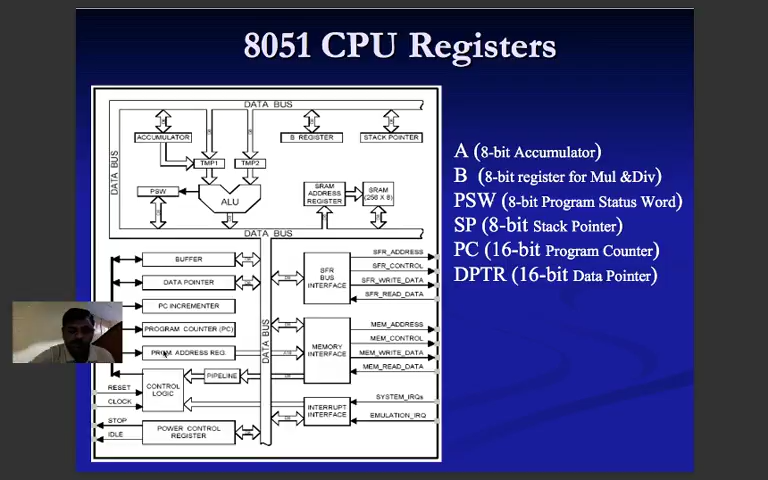 8051 CPU Registers
DATA BUS
ACCUMULATOR
B REGISTER
STACK POINTER
DATA BUS
TMP1
TMP2
PSW
ALU
SRAM
ADDRESS
REGISTER
SRAM
(256 X 8)
DATA BUS
BUFFER
DATA POINTER
PC INCREMENTER
PROGRAM COUNTER (PC)
PRGM ADDRESS REG.
DATA BUS
SFR
BUS
INTERFACE
SFR_ADDRESS
SFR_CONTROL
SFR_WRITE_DATA
SFR_READ_DATA
MEMORY
INTERFACE
MEM_ADDRESS
MEM_CONTROL
MEM_WRITE_DATA
MEM_READ_DATA
PIPELINE
CONTROL
LOGIC
RESET
CLOCK
INTERRUPT
INTERFACE
SYSTEM_IRQs
EMULATION_IRQ
STOP
IDLE
POWER CONTROL
REGISTER
A (8-bit Accumulator)
B (8-bit register for Mul &Div)
PSW (8-bit Program Status Word)
SP (8-bit Stack Pointer)
PC (16-bit Program Counter)
DPTR (16-bit Data Pointer)